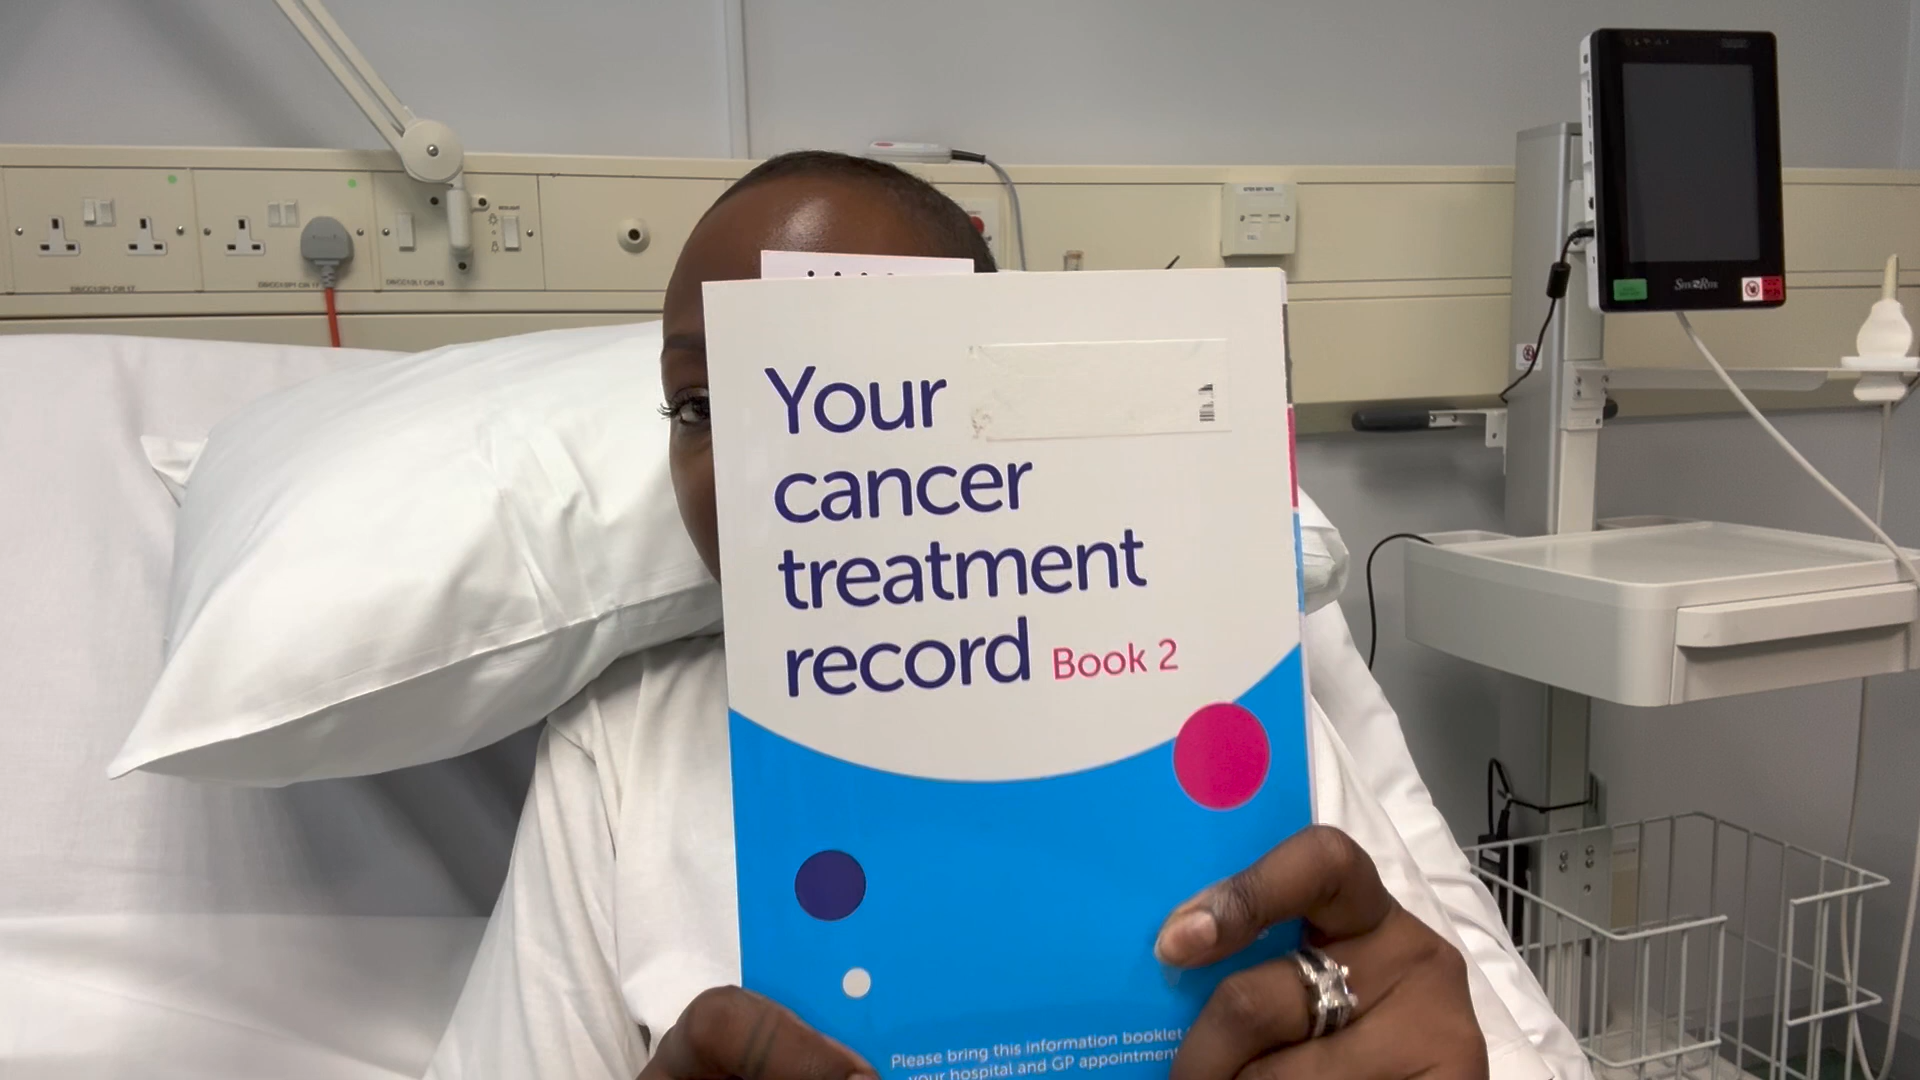 Your
cancer
treatment
record Book 2
Please bring this information booklet
your hospital and GP appointment